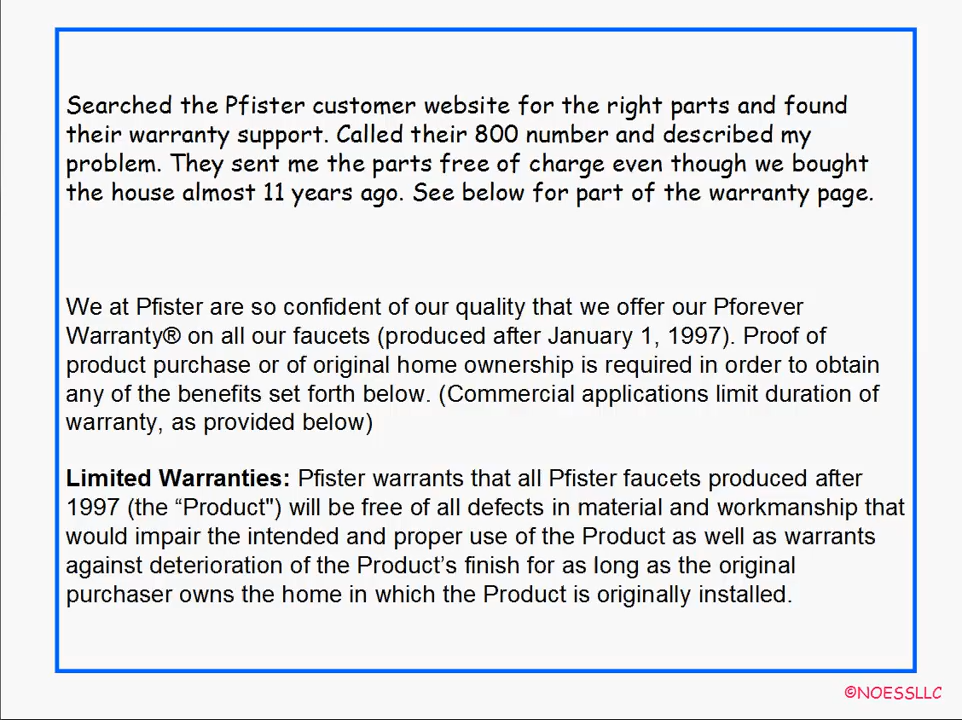 Searched the Pfister customer website for the right parts and found
their warranty support. Called their 800 number and described my
problem. They sent me the parts free of charge even though we bought
the house almost 11 years ago. See below for part of the warranty page.
We at Pfister are so confident of our quality that we offer our Pforever
Warranty® on all our faucets (produced after January 1, 1997). Proof of
product purchase or of original home ownership is required in order to obtain
any of the benefits set forth below. (Commercial applications limit duration of
warranty, as provided below)
Limited Warranties: Pfister warrants that all Pfister faucets produced after
1997 (the “Product") will be free of all defects in material and workmanship that
would impair the intended and proper use of the Product as well as warrants
against deterioration of the Product’s finish for as long as the original
purchaser owns the home in which the Product is originally installed.
©NOESSLLC